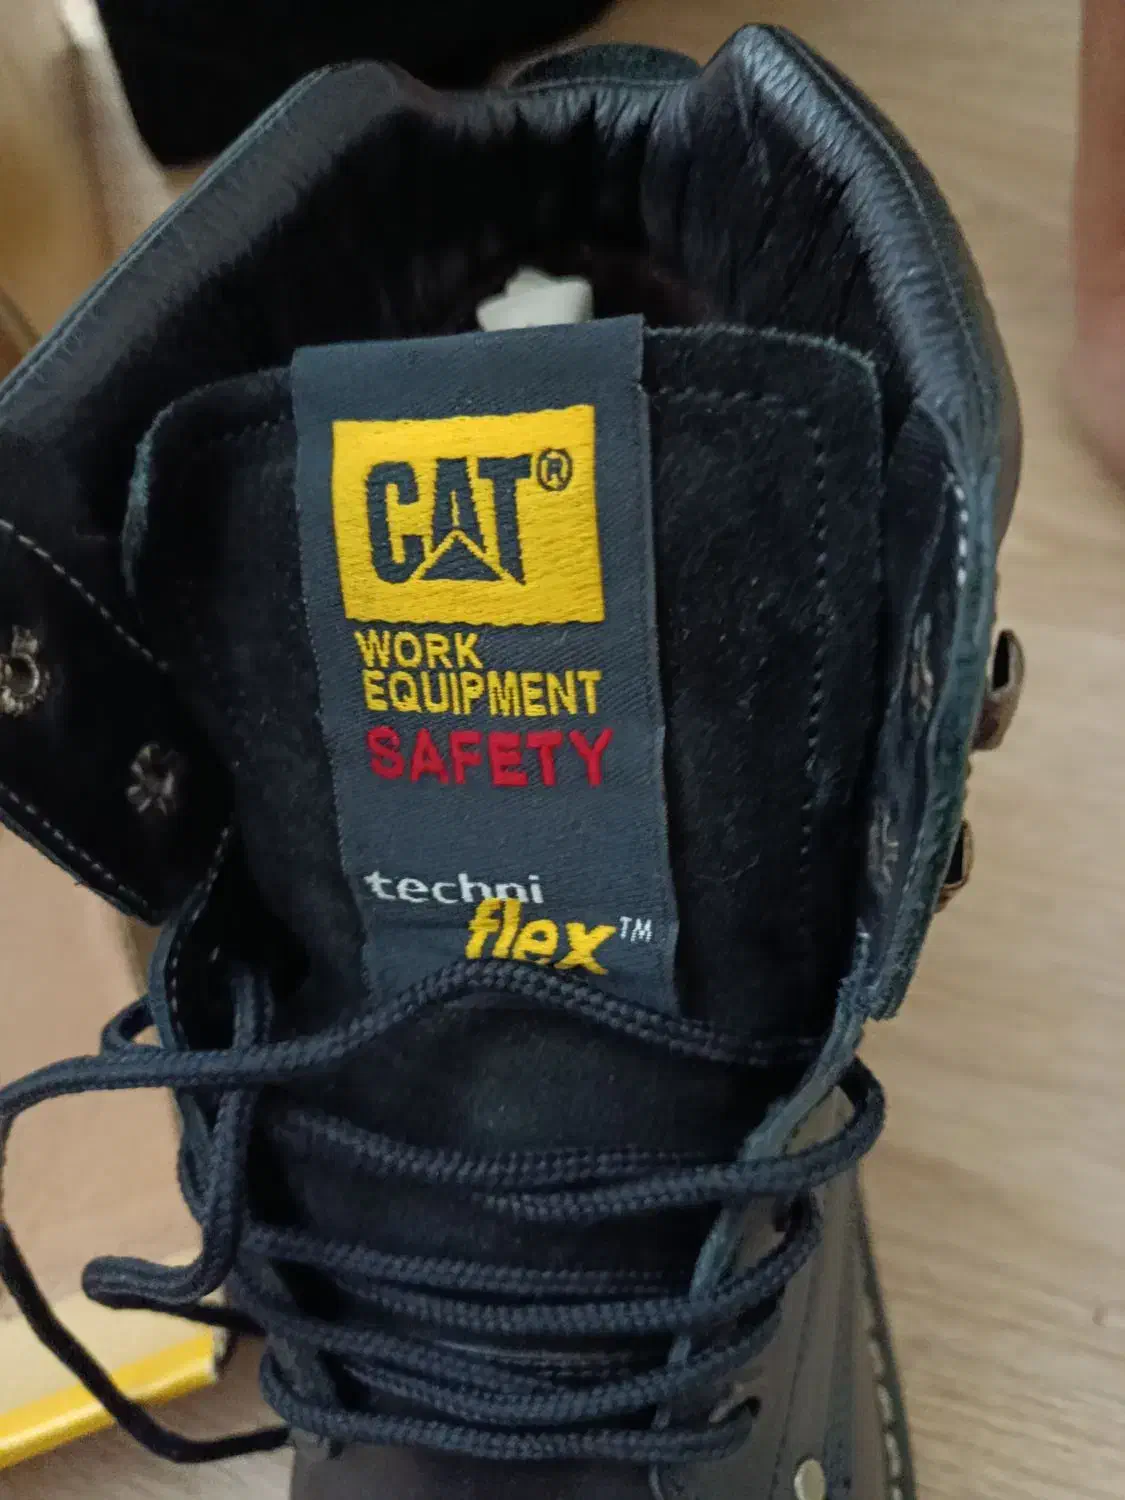 CAT®
WORK
EQUIPMENT
SAFETY
techni
flex™